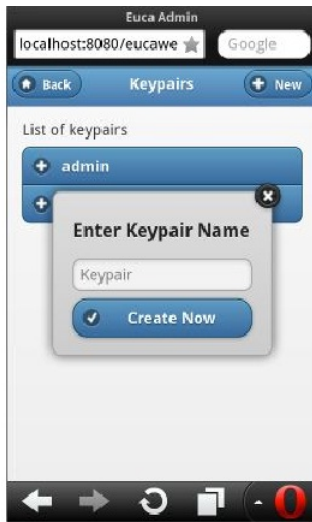 Euca Admin
localhost:8080/eucawe Google
Back Keypairs New
List of keypairs
admin
Enter Keypair Name
Keypair
Create Now